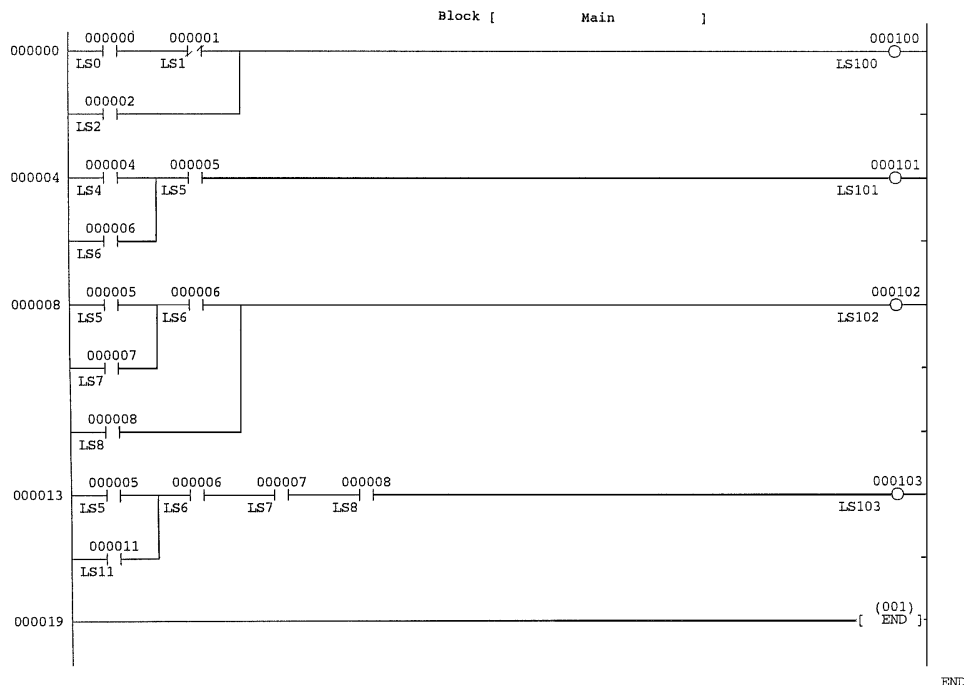 Block [ Main ]
000000 000001 000100
000000
LS0 LS1 LS100
000002
LS2
000004 000005 000101
000004
LS4 LS5 LS101
000006
LS6
000005 000006 000102
000008
LS5 LS6 LS102
000007
LS7
000008
LS8
000005 000006 000007 000008 000103
000013
LS5 LS6 LS7 LS8 LS103
000011
LS11
(001)
000019 [ END ]
END